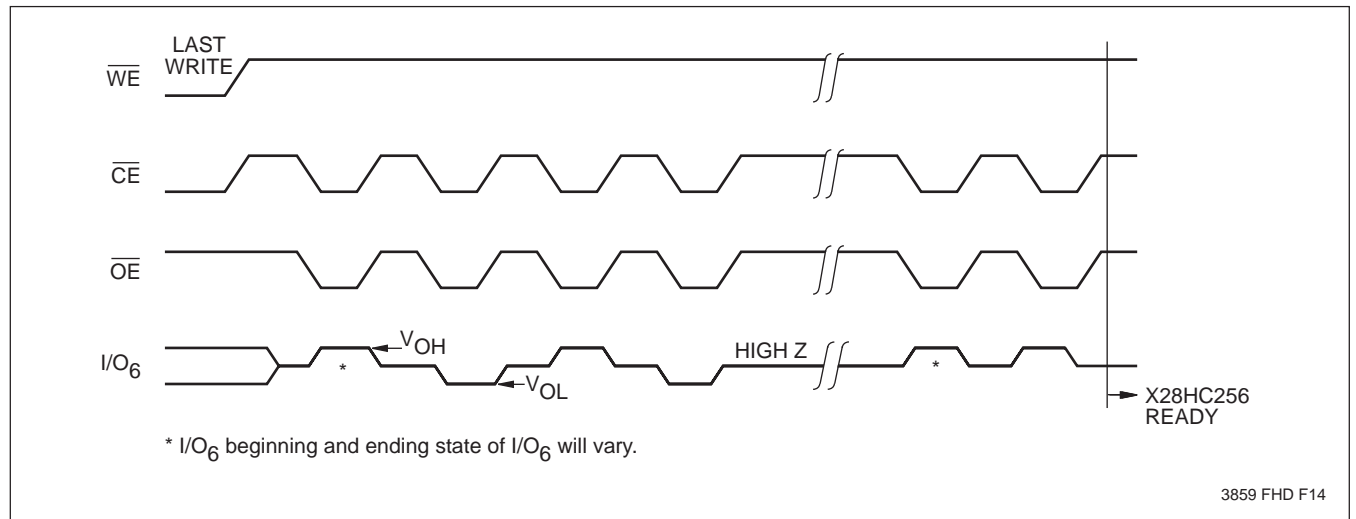 LAST
WRITE
WE
CE
OE
I/O6
*
VOH
VOL
HIGH Z
*
X28HC256
READY
* I/O6 beginning and ending state of I/O6 will vary.
3859 FHD F14